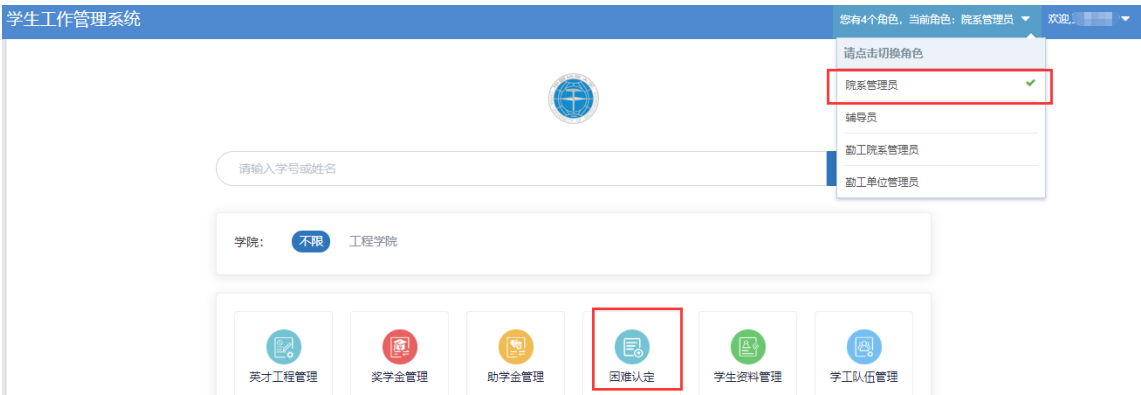 学生工作管理系统
您有4个角色，当前角色：院系管理员
欢迎,
请点击切换角色
院系管理员
辅导员
勤工院系管理员
勤工单位管理员
请输入学号或姓名
学院： 不限 工程学院
英才工程管理 奖学金管理 助学金管理 困难认定 学生资料管理 学工队伍管理